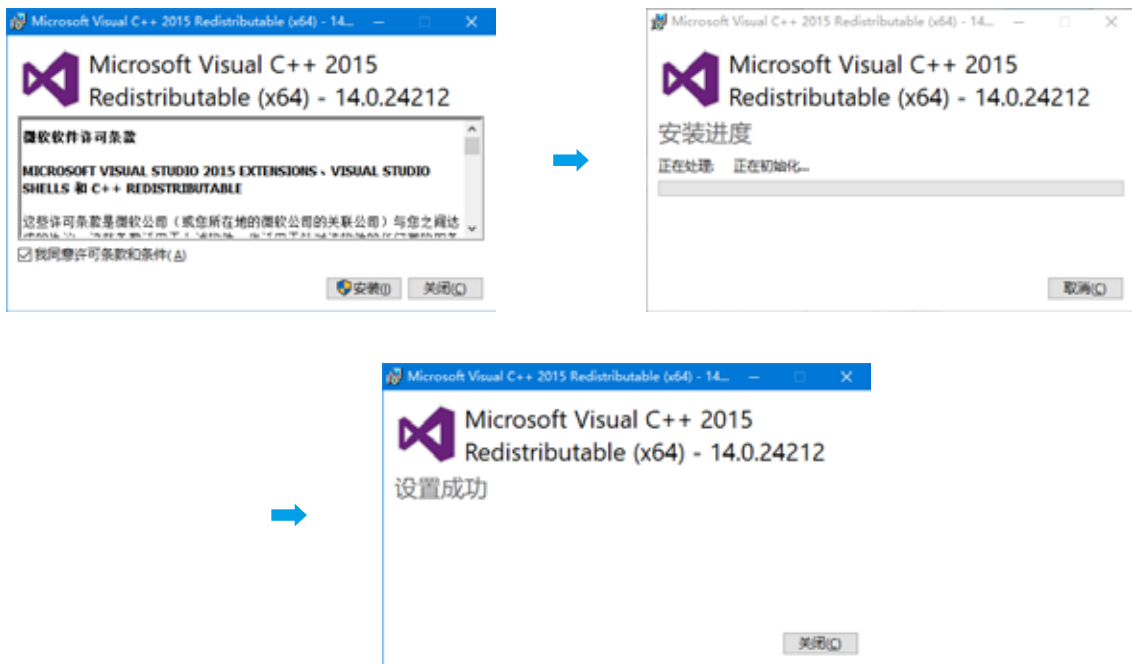 Microsoft Visual C++ 2015 Redistributable (x64) - 14...
Microsoft Visual C++ 2015
Redistributable (x64) - 14.0.24212
微软软件许可条款
MICROSOFT VISUAL STUDIO 2015 EXTENSIONS、VISUAL STUDIO
SHELLS 和 C++ REDISTRIBUTABLE
这些许可条款是微软公司（或您所在地的微软公司的关联公司）与您之间达
我同意许可条款和条件(A)
安装(I)
关闭(C)
Microsoft Visual C++ 2015 Redistributable (x64) - 14...
Microsoft Visual C++ 2015
Redistributable (x64) - 14.0.24212
安装进度
正在处理: 正在初始化...
取消(C)
Microsoft Visual C++ 2015 Redistributable (x64) - 14...
Microsoft Visual C++ 2015
Redistributable (x64) - 14.0.24212
设置成功
关闭(C)